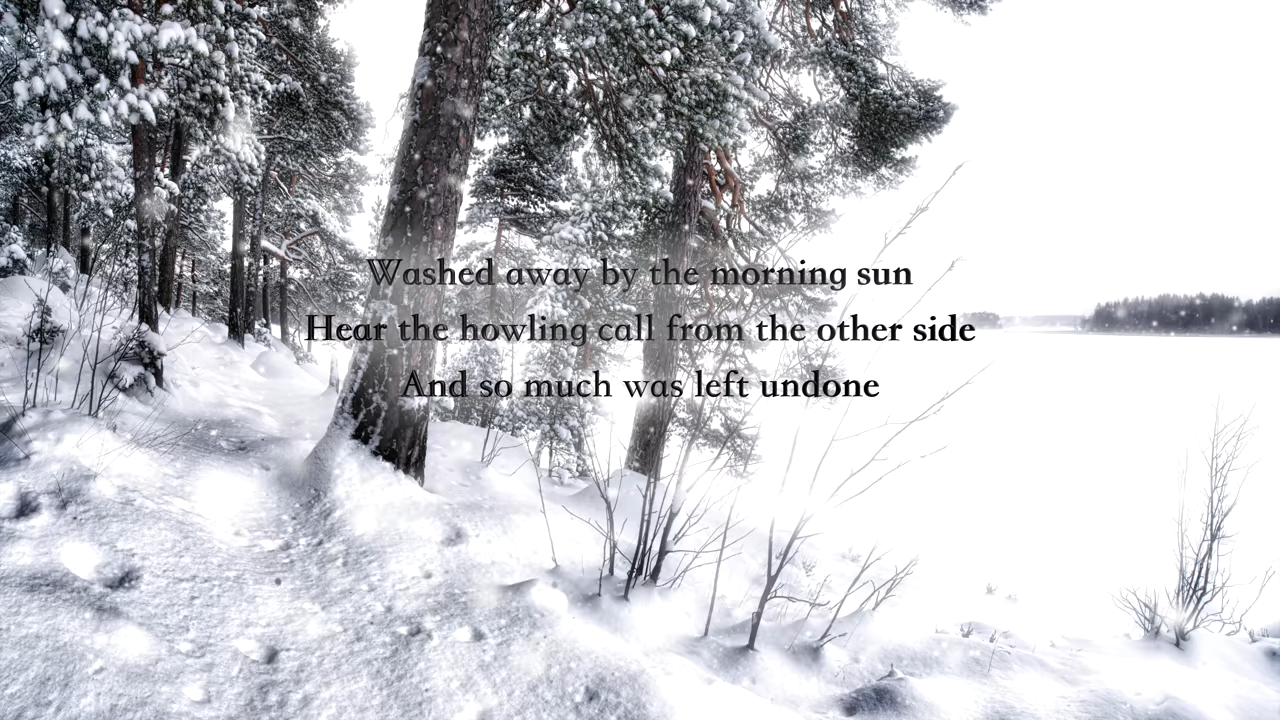 Washed away by the morning sun
Hear the howling call from the other side
And so much was left undone